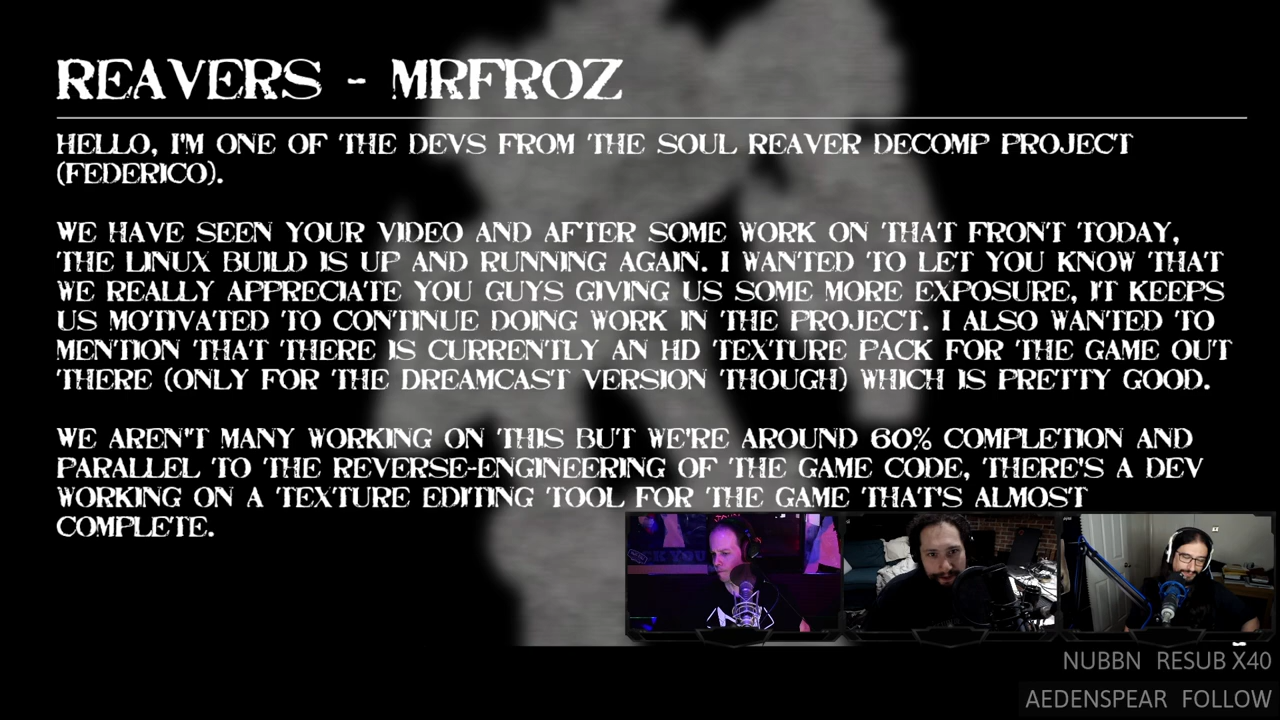 REAVERS - MRFROZ
HELLO, I'M ONE OF THE DEVS FROM THE SOUL REAVER DECOMP PROJECT
(FEDERICO).
WE HAVE SEEN YOUR VIDEO AND AFTER SOME WORK ON THAT FRONT TODAY,
THE LINUX BUILD IS UP AND RUNNING AGAIN. I WANTED TO LET YOU KNOW THAT
WE REALLY APPRECIATE YOU GUYS GIVING US SOME MORE EXPOSURE, IT KEEPS
US MOTIVATED TO CONTINUE DOING WORK IN THE PROJECT. I ALSO WANTED TO
MENTION THAT THERE IS CURRENTLY AN HD TEXTURE PACK FOR THE GAME OUT
THERE (ONLY FOR THE DREAMCAST VERSION THOUGH) WHICH IS PRETTY GOOD.
WE AREN'T MANY WORKING ON THIS BUT WE'RE AROUND 60% COMPLETION AND
PARALLEL TO THE REVERSE-ENGINEERING OF THE GAME CODE, THERE'S A DEV
WORKING ON A TEXTURE EDITING TOOL FOR THE GAME THAT'S ALMOST
COMPLETE.
NUBBN RESUB X40
AEDENSPEAR FOLLOW